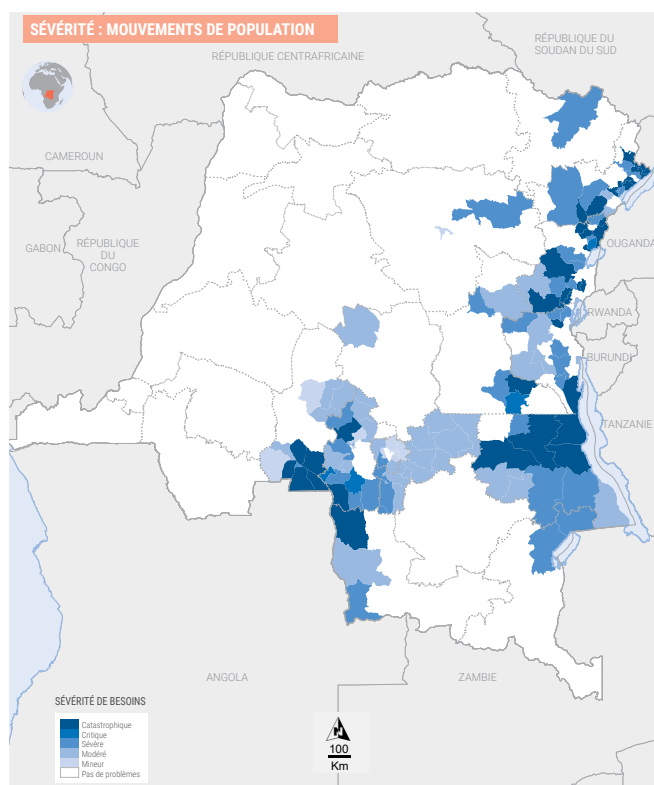 SÉVÉRITÉ : MOUVEMENTS DE POPULATION
RÉPUBLIQUE DU
SOUDAN DU SUD
RÉPUBLIQUE CENTRAFRICAINE
CAMEROUN
GABON
RÉPUBLIQUE
DU
CONGO
OUGANDA
RWANDA
BURUNDI
TANZANIE
ANGOLA
ZAMBIE
SÉVÉRITÉ DE BESOINS
Catastrophique
Critique
Sévère
Modéré
Mineur
Pas de problèmes
N
100
Km